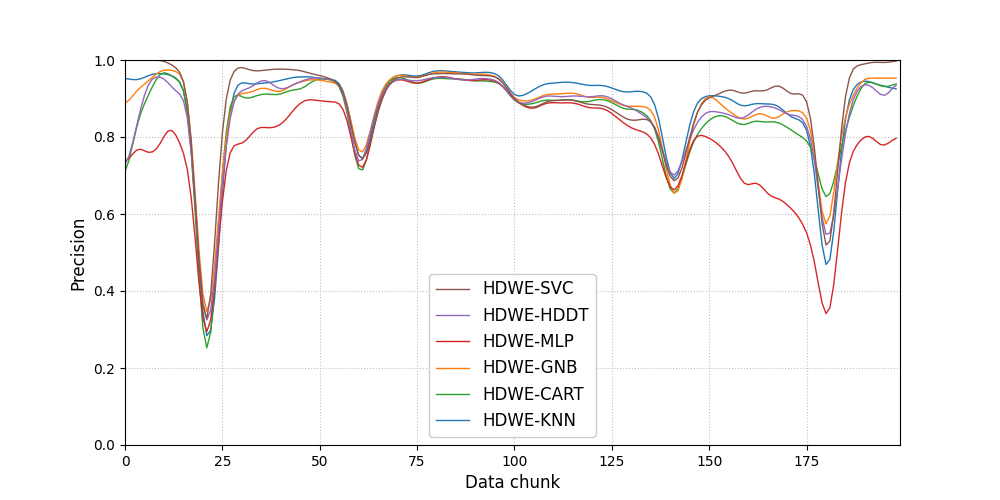 1.0
0.8
0.6
0.4
0.2
0.0
Precision
HDWE-SVC
HDWE-HDDT
HDWE-MLP
HDWE-GNB
HDWE-CART
HDWE-KNN
0 25 50 75 100 125 150 175
Data chunk